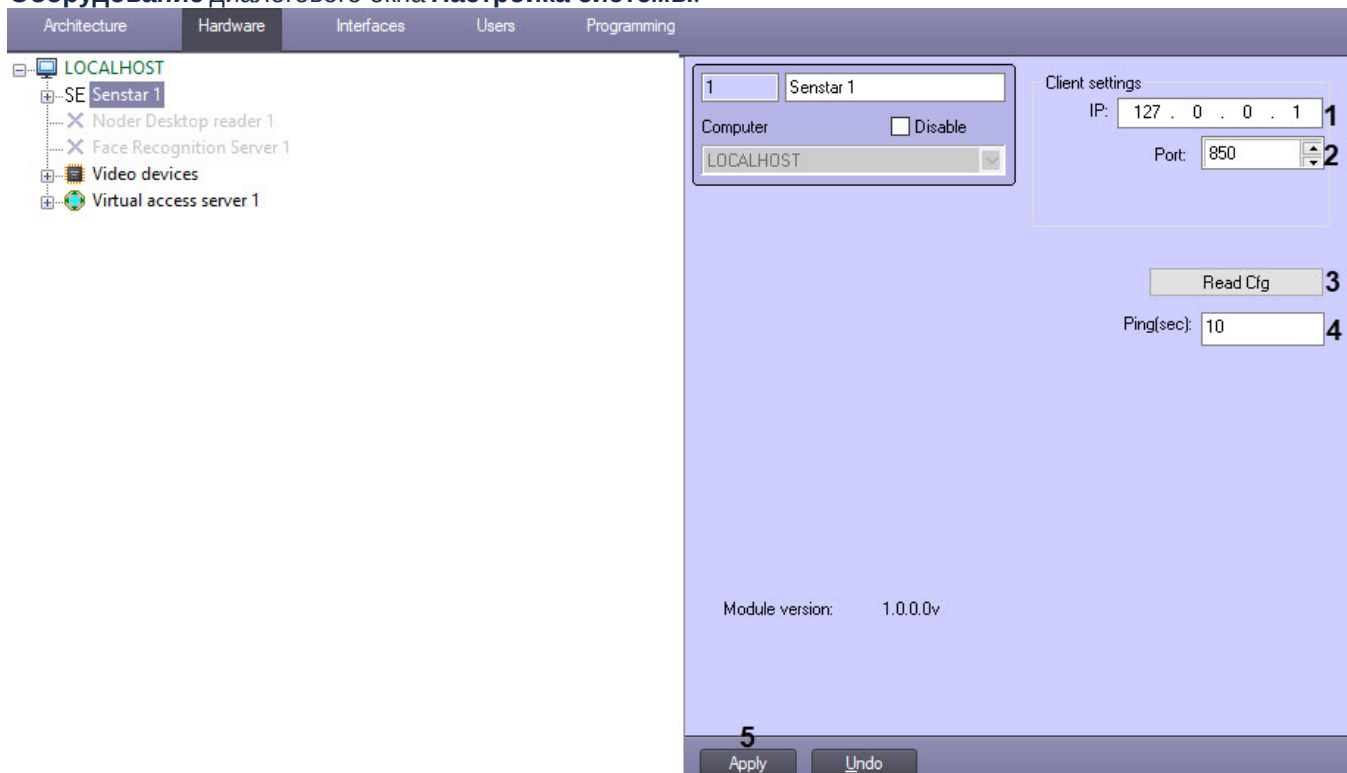 Оборудование диалогового окна Настройка системы.
Architecture Hardware Interfaces Users Programming
LOCALHOST
SE Senstar 1
Noder Desktop reader 1
Face Recognition Server 1
Video devices
Virtual access server 1
1 Senstar 1
Computer Disable
LOCALHOST
Client settings
IP: 127 . 0 . 0 . 1 1
Port: 850 2
Read Cfg 3
Ping(sec): 10 4
Module version: 1.0.0.0v
5
Apply Undo